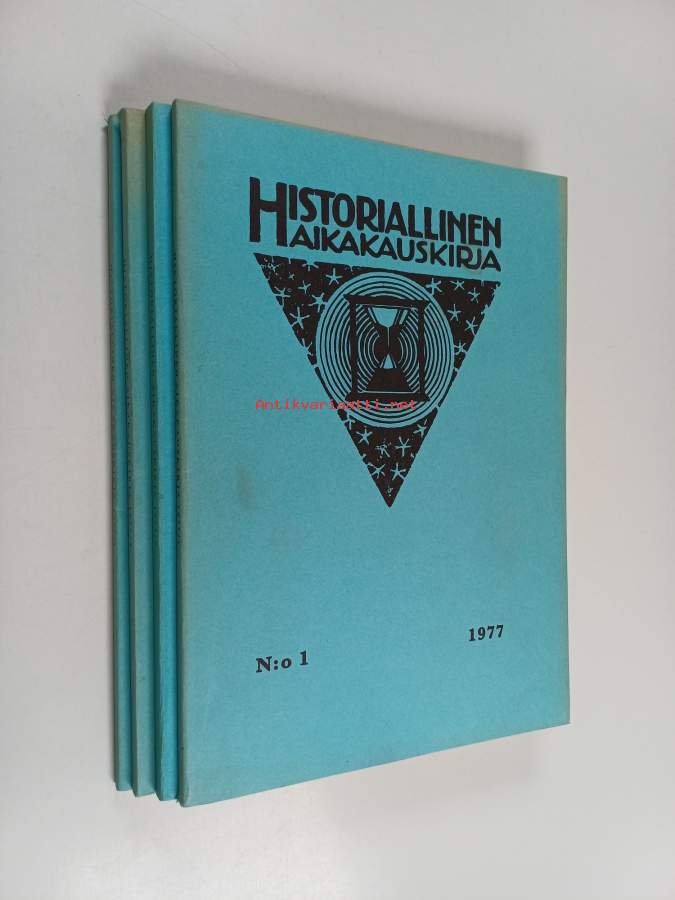 HISTORIALLINEN
AIKAKAUSKIRJA
Antikvariaatti.net
N:o 1
1977